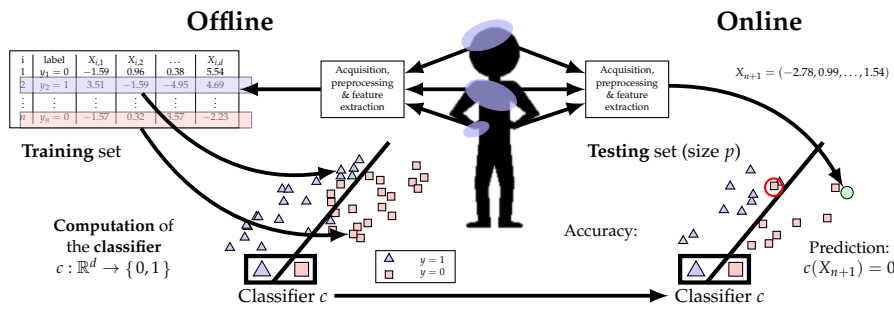 Offline
Online
i label X_{i,1} X_{i,2} … X_{i,d}
1 y_1 = 0 −1.59 0.96 0.38 5.54
2 y_2 = 1 3.51 −1.59 −4.95 4.69
⋮ ⋮ ⋮ ⋮ ⋮ ⋮
n y_n = 0 −1.57 0.32 3.57 −2.23
Acquisition,
preprocessing
& feature
extraction
Acquisition,
preprocessing
& feature
extraction
X_{n+1} = (−2.78, 0.99, …, 1.54)
Training set
Testing set (size p)
Computation of
the classifier
c : ℝ^d → {0, 1}
y = 1
y = 0
Classifier c
Accuracy:
Prediction:
c(X_{n+1}) = 0
Classifier c